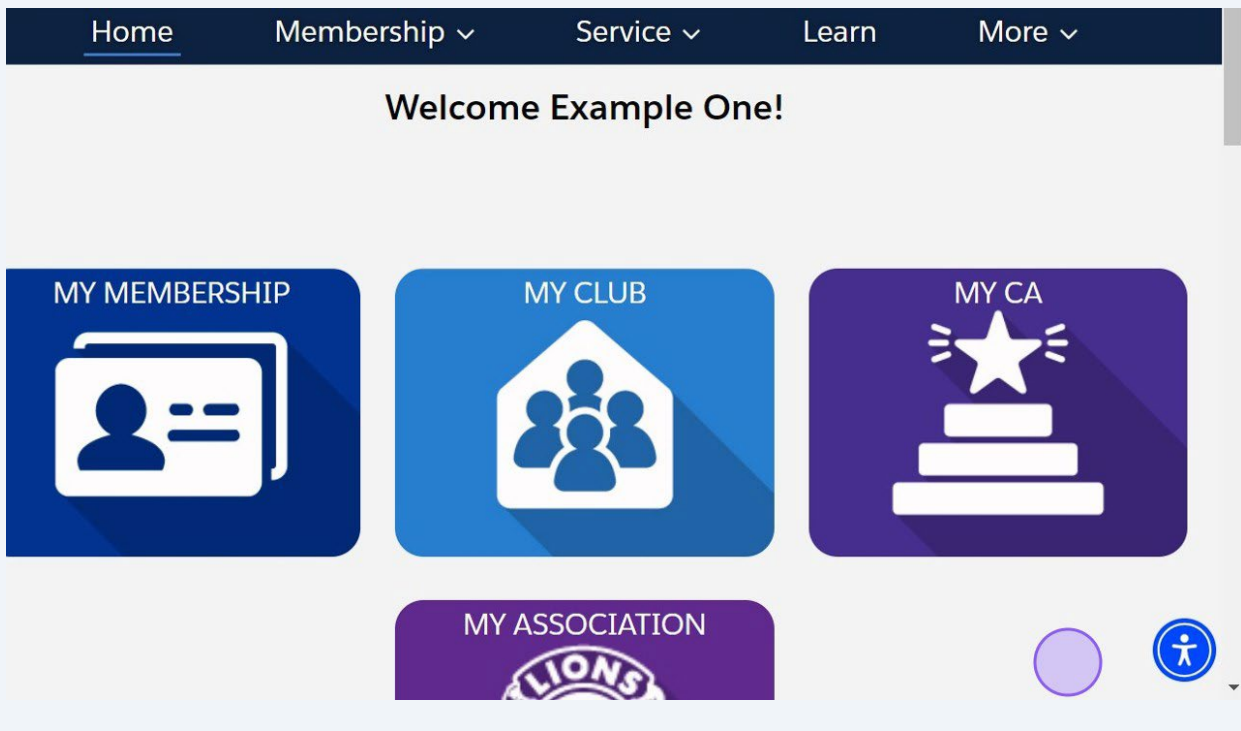 Home Membership Service Learn More
Welcome Example One!
MY MEMBERSHIP
MY CLUB
MY CA
MY ASSOCIATION
LIONS